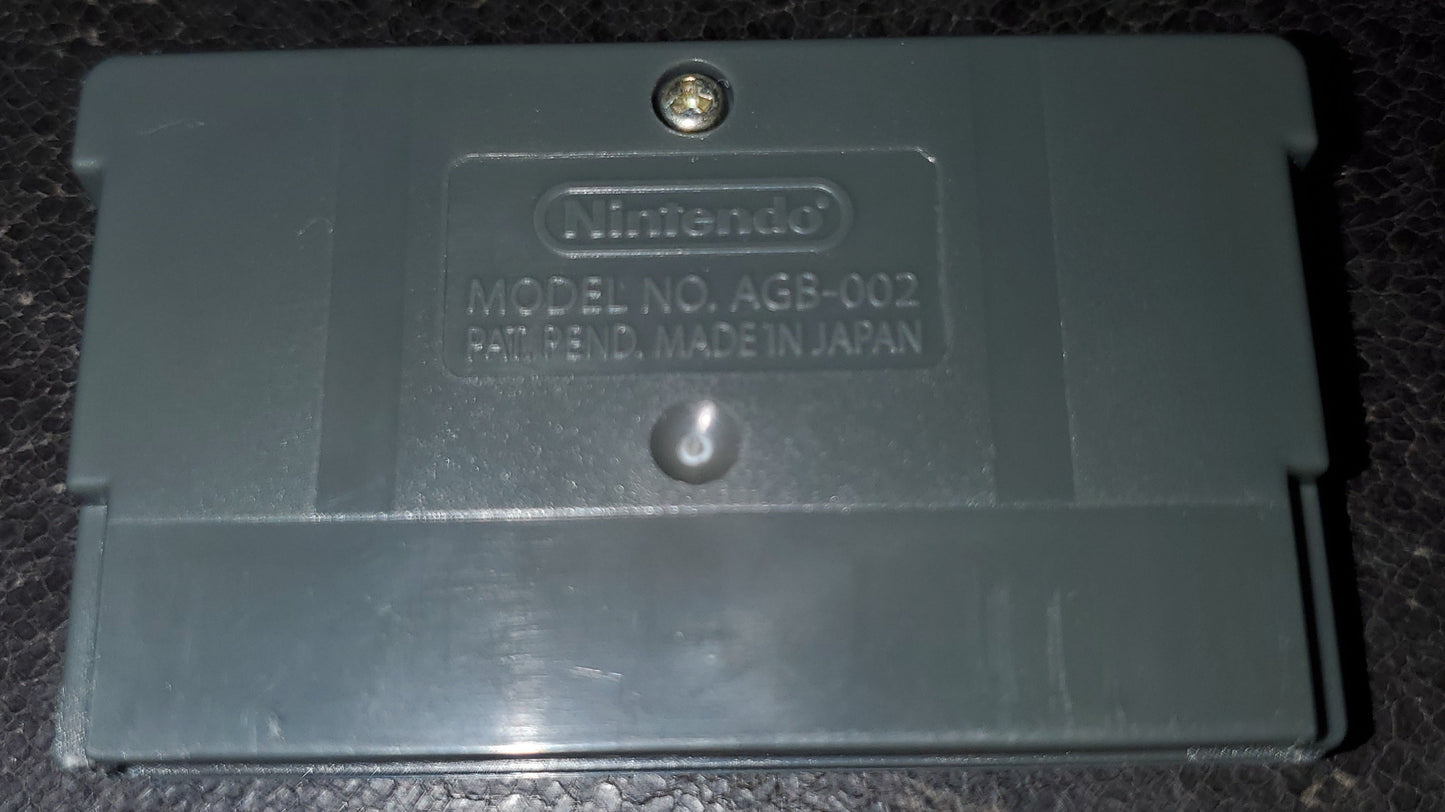 Nintendo
MODEL NO. AGB-002
PAT. PEND. MADE IN JAPAN